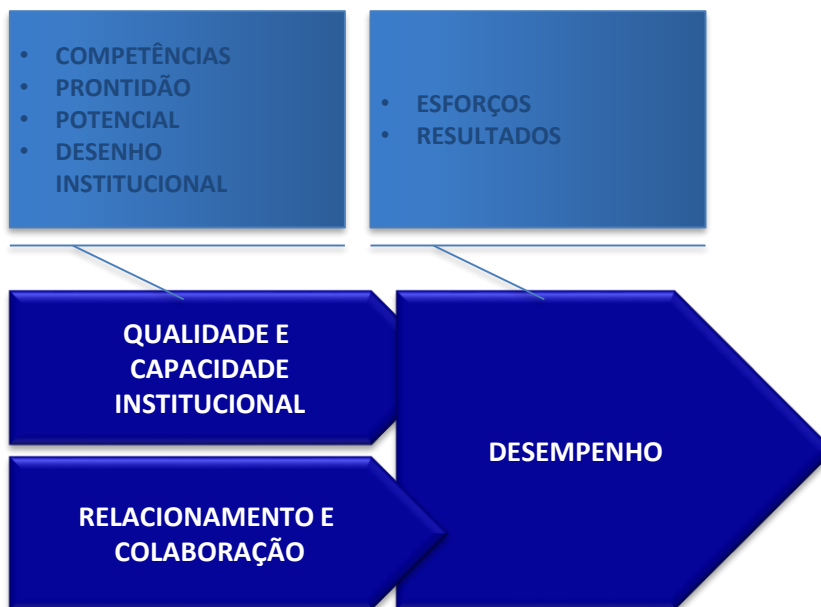 • COMPETÊNCIAS
• PRONTIDÃO
• POTENCIAL
• DESENHO
INSTITUCIONAL
• ESFORÇOS
• RESULTADOS
QUALIDADE E
CAPACIDADE
INSTITUCIONAL
DESEMPENHO
RELACIONAMENTO E
COLABORAÇÃO